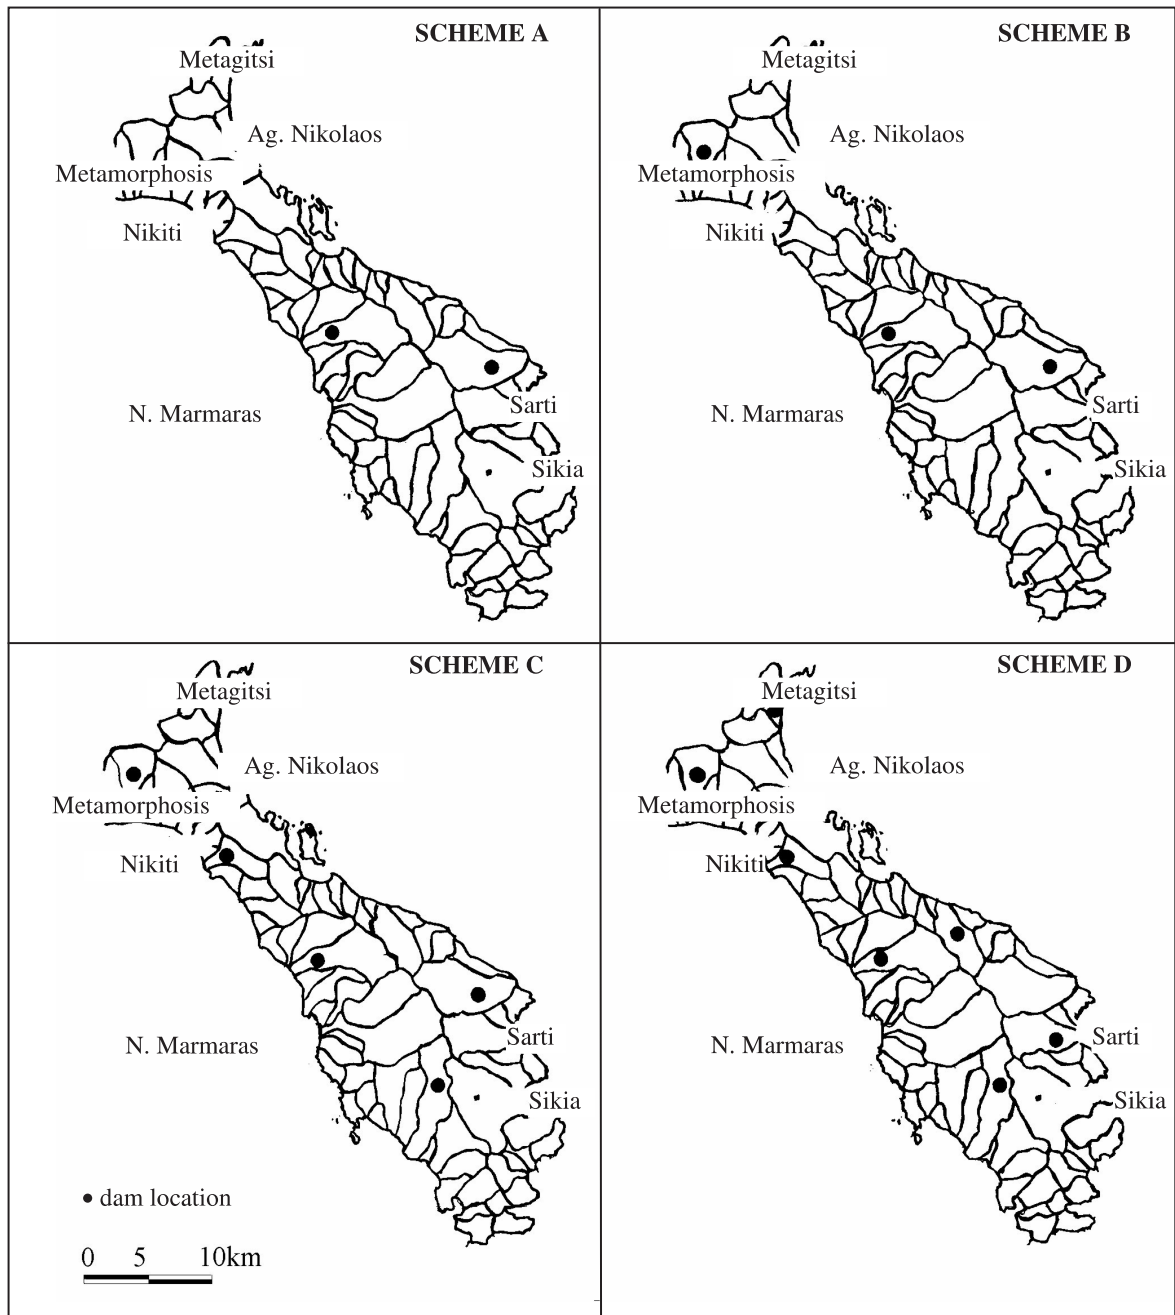 SCHEME A
Metagitsi
Ag. Nikolaos
Metamorphosis
Nikiti
N. Marmaras
Sarti
Sikia
SCHEME B
Metagitsi
Ag. Nikolaos
Metamorphosis
Nikiti
N. Marmaras
Sarti
Sikia
SCHEME C
Metagitsi
Ag. Nikolaos
Metamorphosis
Nikiti
N. Marmaras
Sarti
Sikia
dam location
0 5 10km
SCHEME D
Metagitsi
Ag. Nikolaos
Metamorphosis
Nikiti
N. Marmaras
Sarti
Sikia